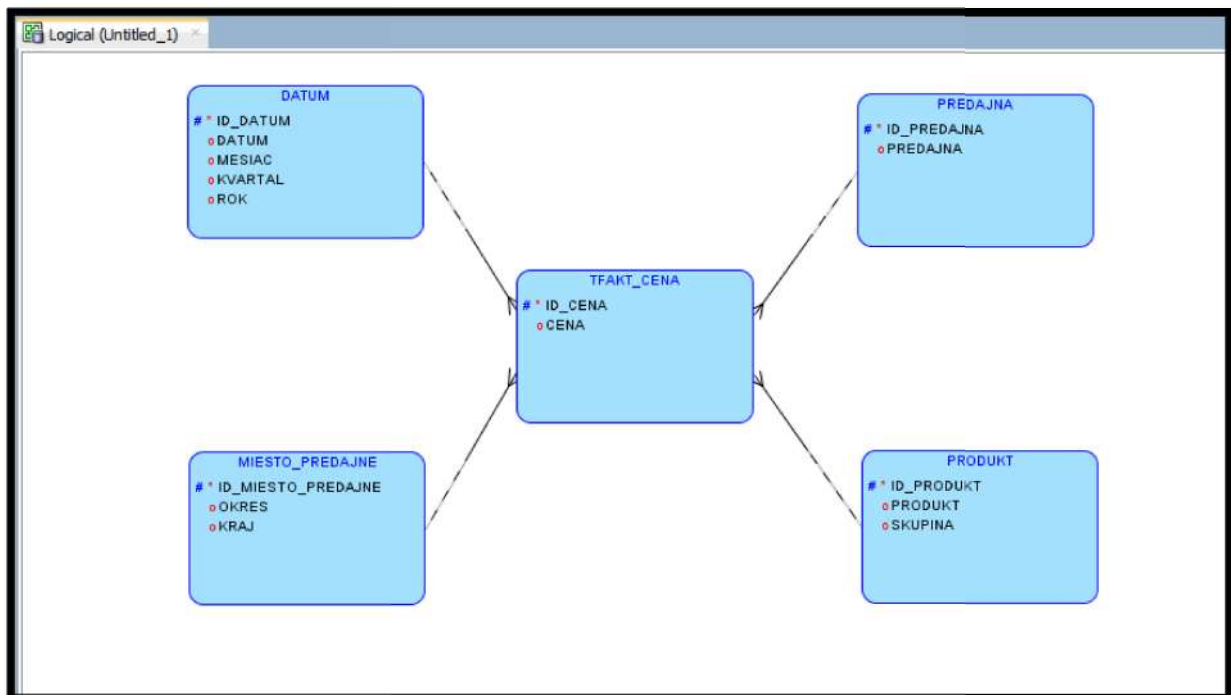 Logical (Untitled_1)
DATUM
# * ID_DATUM
o DATUM
o MESIAC
o KVARTAL
o ROK
PREDAJNA
# * ID_PREDAJNA
o PREDAJNA
TFAKT_CENA
# * ID_CENA
o CENA
MIESTO_PREDAJNE
# * ID_MIESTO_PREDAJNE
o OKRES
o KRAJ
PRODUKT
# * ID_PRODUKT
o PRODUKT
o SKUPINA